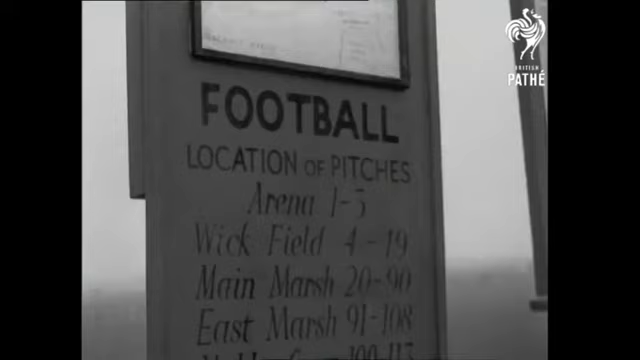 BRITISH
PATHÉ
FOOTBALL
LOCATION OF PITCHES
Arena 1-3
Wick Field 4-19
Main Marsh 20-90
East Marsh 91-108